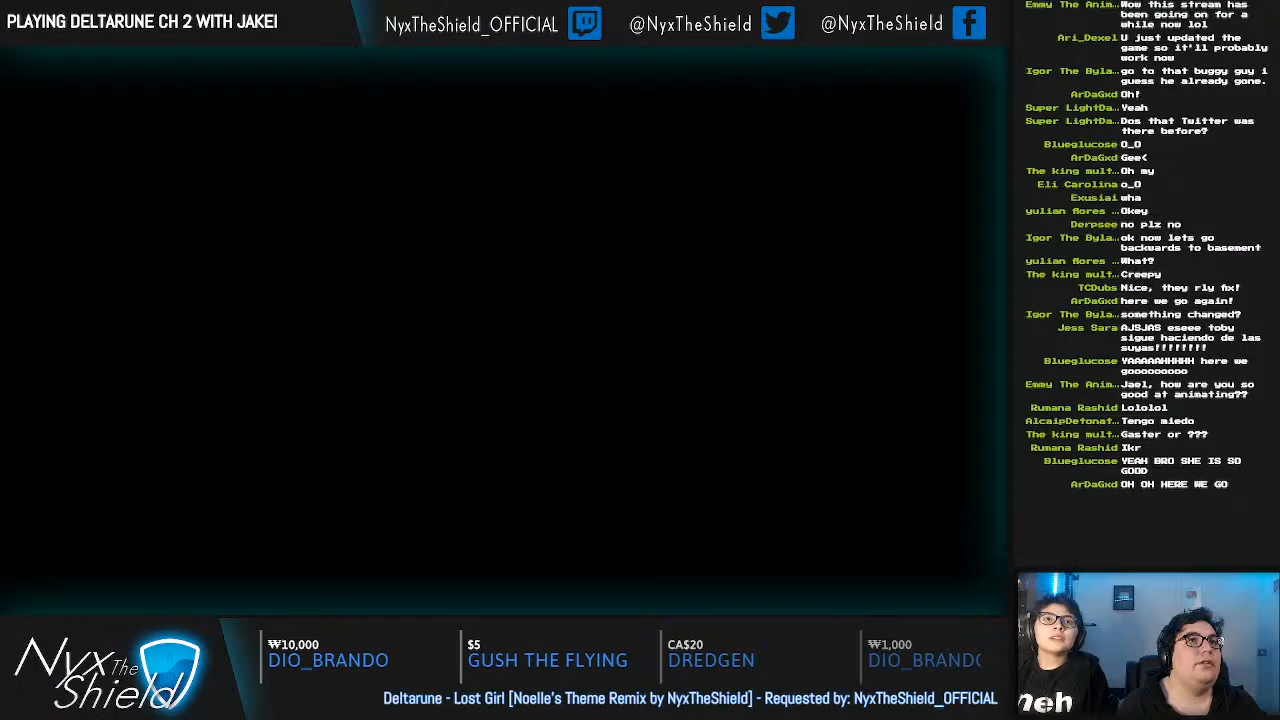 PLAYING DELTARUNE CH 2 WITH JAKEI
NyxTheShield_OFFICIAL
@NyxTheShield
@NyxTheShield
Emmy The Anim... Wow this stream has
been going on for a
while now lol
Ari_Dexel U just updated the
game so it'll probably
work now
Igor The Byla... go to that buggy guy i
guess he already gone.
ArDaGxd Oh!
Super LightDa... Yeah
Super LightDa... Dos that Twitter was
there before?
Blueglucose O_O
ArDaGxd Gee<
The king mult... Oh my
Eli Carolina o_O
Exusiai wha
yulian flores ... Okey
Derpsee no plz no
Igor The Byla... ok now lets go
backwards to basement
yulian flores ... What?
The king mult... Creepy
TCDubs Nice, they rly fix!
ArDaGxd here we go again!
Igor The Byla... something changed?
Jess Sara AJSJAS eseee toby
sigue haciendo de las
suyas!!!!!!!!
Blueglucose YAAAAAHHHHH here we
gooooooooo
Emmy The Anim... Jael, how are you so
good at animating??
Rumana Rashid Lolololol
AlcaipDetonat... Tengo miedo
The king mult... Gaster or ???
Rumana Rashid Ikr
Blueglucose YEAH BRO SHE IS SO
GOOD
ArDaGxd OH OH HERE WE GO
Nyx The Shield
₩10,000
DIO_BRANDO
$5
GUSH THE FLYING
CA$20
DREDGEN
₩1,000
DIO_BRAND
Deltarune - Lost Girl [Noelle's Theme Remix by NyxTheShield] - Requested by: NyxTheShield_OFFICIAL
meh